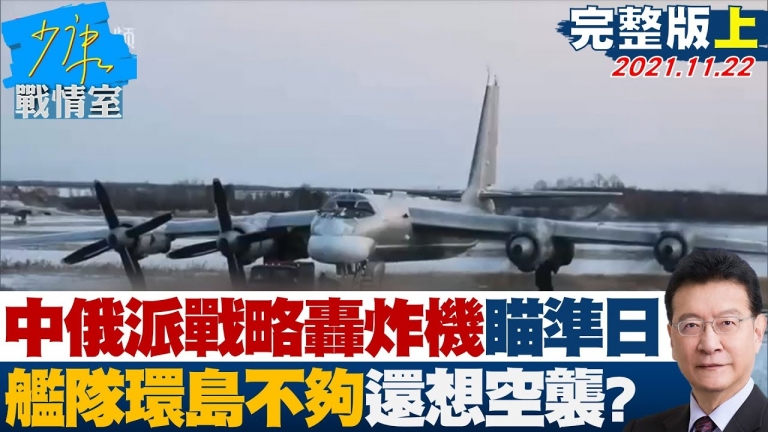 少康
戰情室
完整版上
2021.11.22
中俄派戰略轟炸機瞄準日
艦隊環島不夠還想空襲?